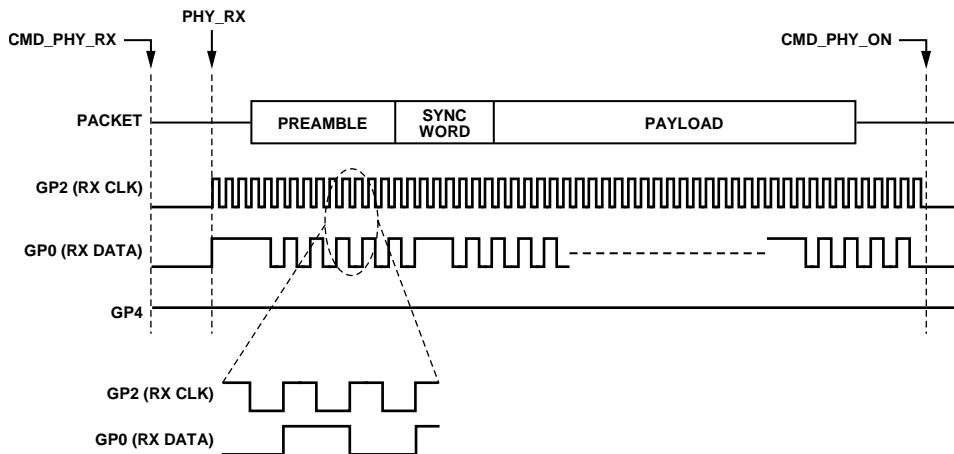 PHY_RX
CMD_PHY_RX
CMD_PHY_ON
PACKET
PREAMBLE
SYNC
WORD
PAYLOAD
GP2 (RX CLK)
GP0 (RX DATA)
GP4
GP2 (RX CLK)
GP0 (RX DATA)